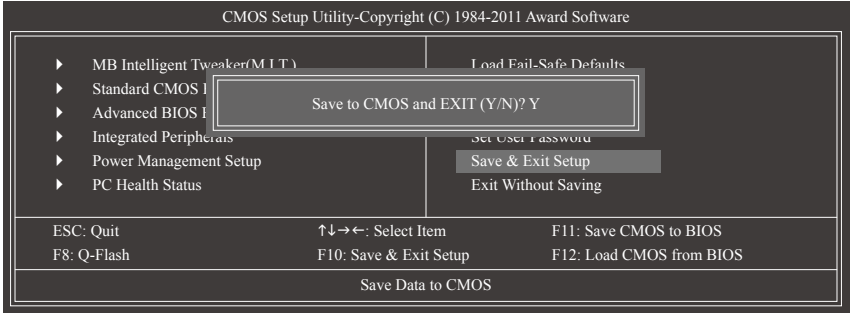 CMOS Setup Utility-Copyright (C) 1984-2011 Award Software
MB Intelligent Tweaker(M.I.T.)
Standard CMOS
Advanced BIOS
Integrated Peripherals
Power Management Setup
PC Health Status
Load Fail-Safe Defaults
Set User Password
Save & Exit Setup
Exit Without Saving
Save to CMOS and EXIT (Y/N)? Y
ESC: Quit
↑↓→←: Select Item
F11: Save CMOS to BIOS
F8: Q-Flash
F10: Save & Exit Setup
F12: Load CMOS from BIOS
Save Data to CMOS